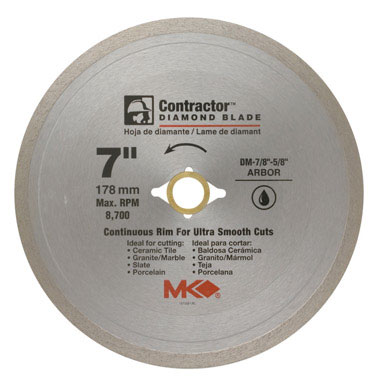 Contractor™
DIAMOND BLADE
Hoja de diamante / Lame de diamant
7"
178 mm
Max. RPM
8,700
DM-7/8"-5/8"
ARBOR
Continuous Rim For Ultra Smooth Cuts
Ideal for cutting:
• Ceramic Tile
• Granite/Marble
• Slate
• Porcelain
Ideal para cortar:
• Baldosa Cerámica
• Granito/Mármol
• Teja
• Porcelana
MK®